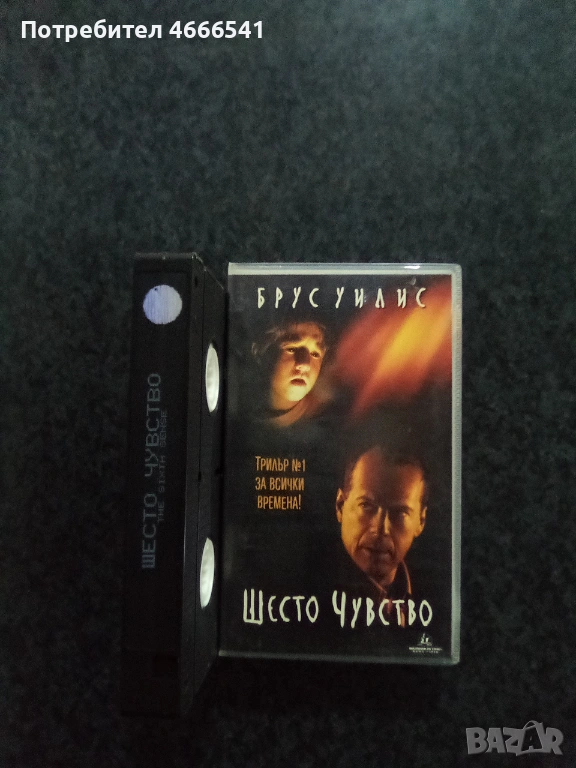 Потребител 4666541
БРУС УИЛИС
ТРИЛЪР №1
ЗА ВСИЧКИ
ВРЕМЕНА!
ШЕСТО ЧУВСТВО
ШЕСТО ЧУВСТВО
THE SIXTH SENSE
BAZAR